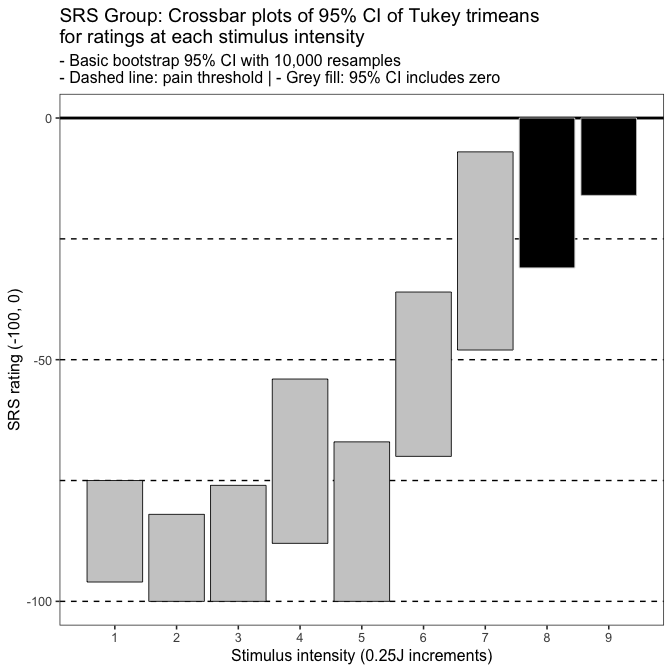 SRS Group: Crossbar plots of 95% CI of Tukey trimeans
for ratings at each stimulus intensity
- Basic bootstrap 95% CI with 10,000 resamples
- Dashed line: pain threshold | - Grey fill: 95% CI includes zero
SRS rating (-100, 0)
0
-50
-100
1 2 3 4 5 6 7 8 9
Stimulus intensity (0.25J increments)